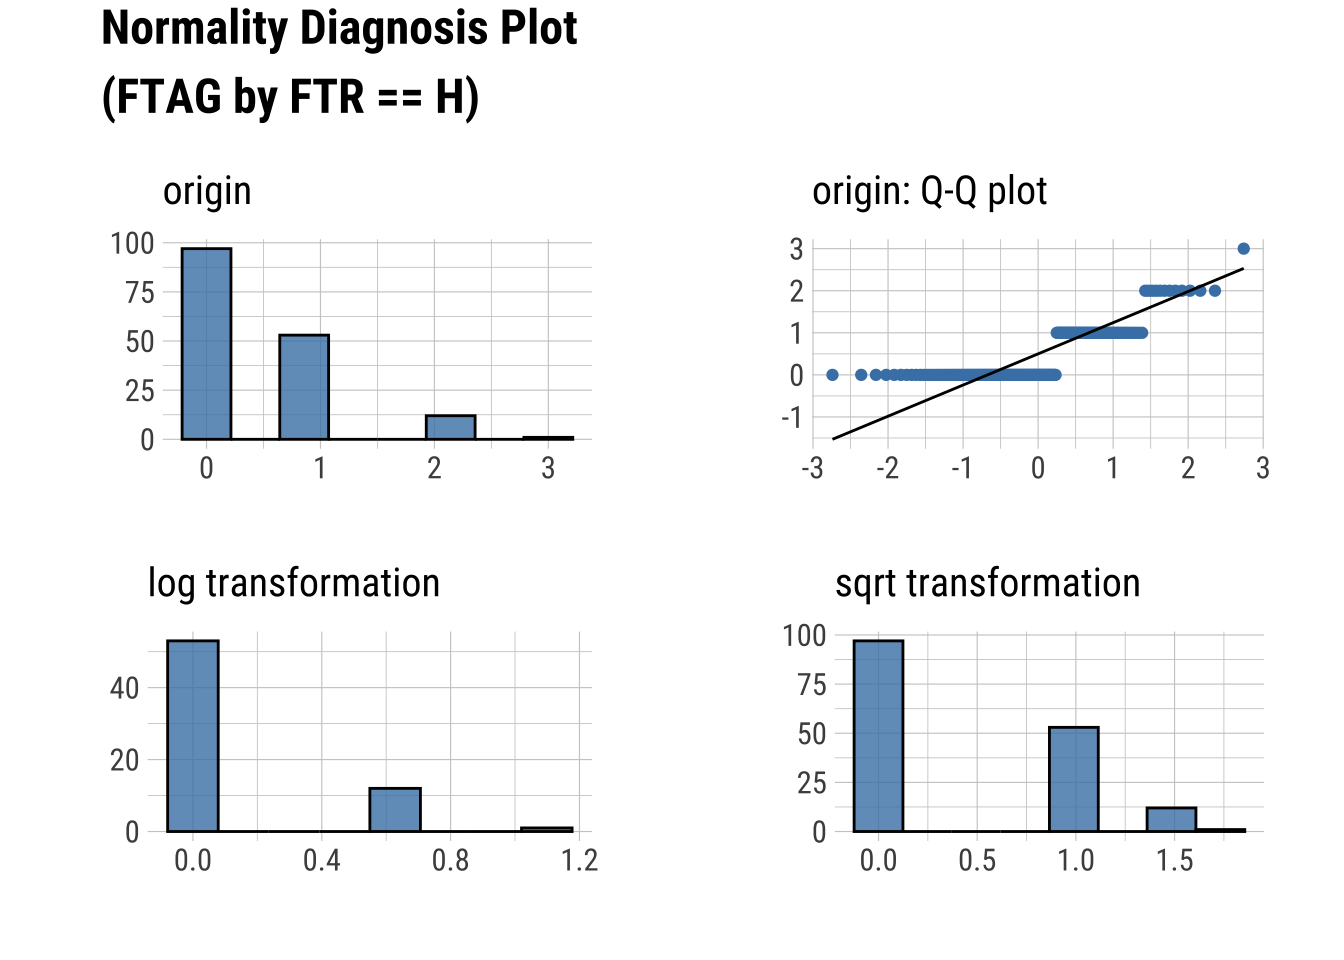 Normality Diagnosis Plot
(FTAG by FTR == H)
origin
100
75
50
25
0
0 1 2 3
origin: Q-Q plot
3
2
1
0
-1
-3 -2 -1 0 1 2 3
log transformation
40
20
0
0.0 0.4 0.8 1.2
sqrt transformation
100
75
50
25
0
0.0 0.5 1.0 1.5